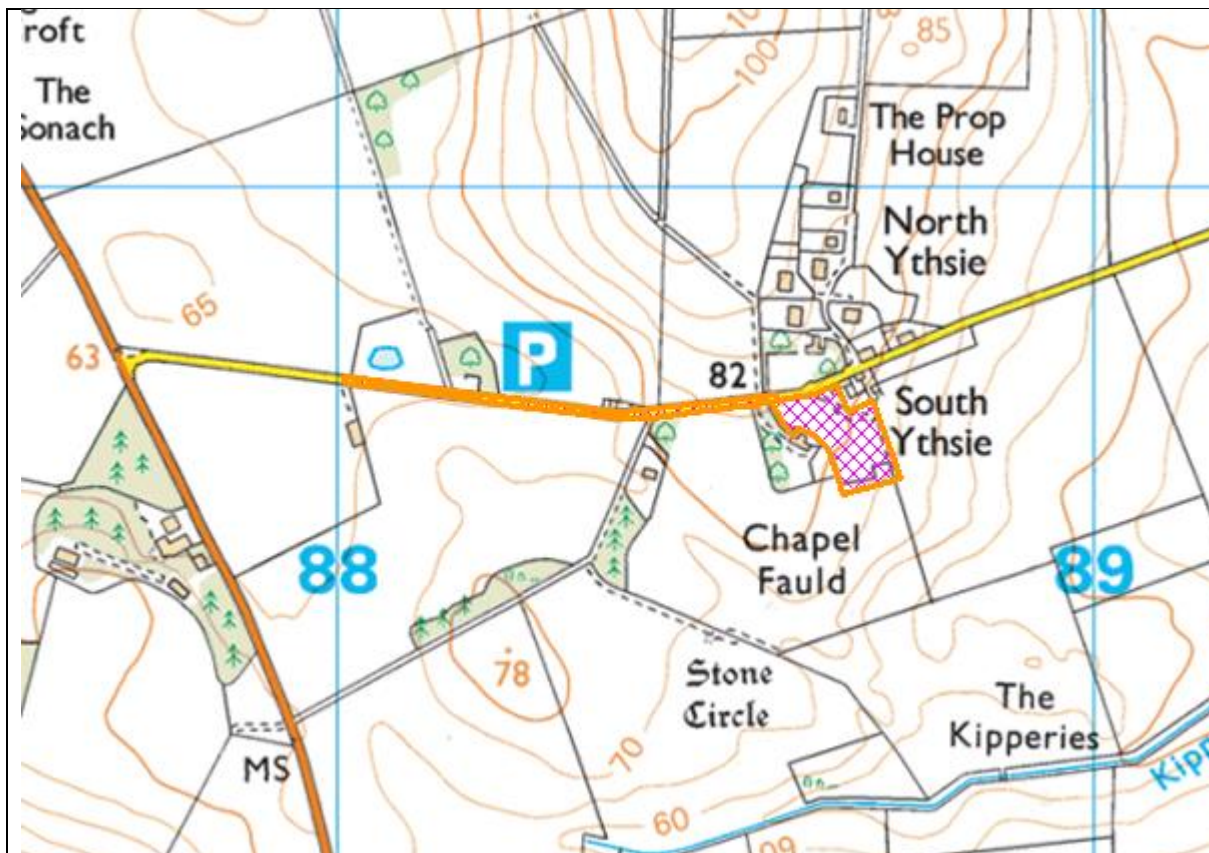 roft
The
Sonach
100
85
The Prop
House
North
Ythsie
65
63
P
82
South
Ythsie
Chapel
Fauld
88
89
78
Stone
Circle
70
The
Kipperies
MS
60